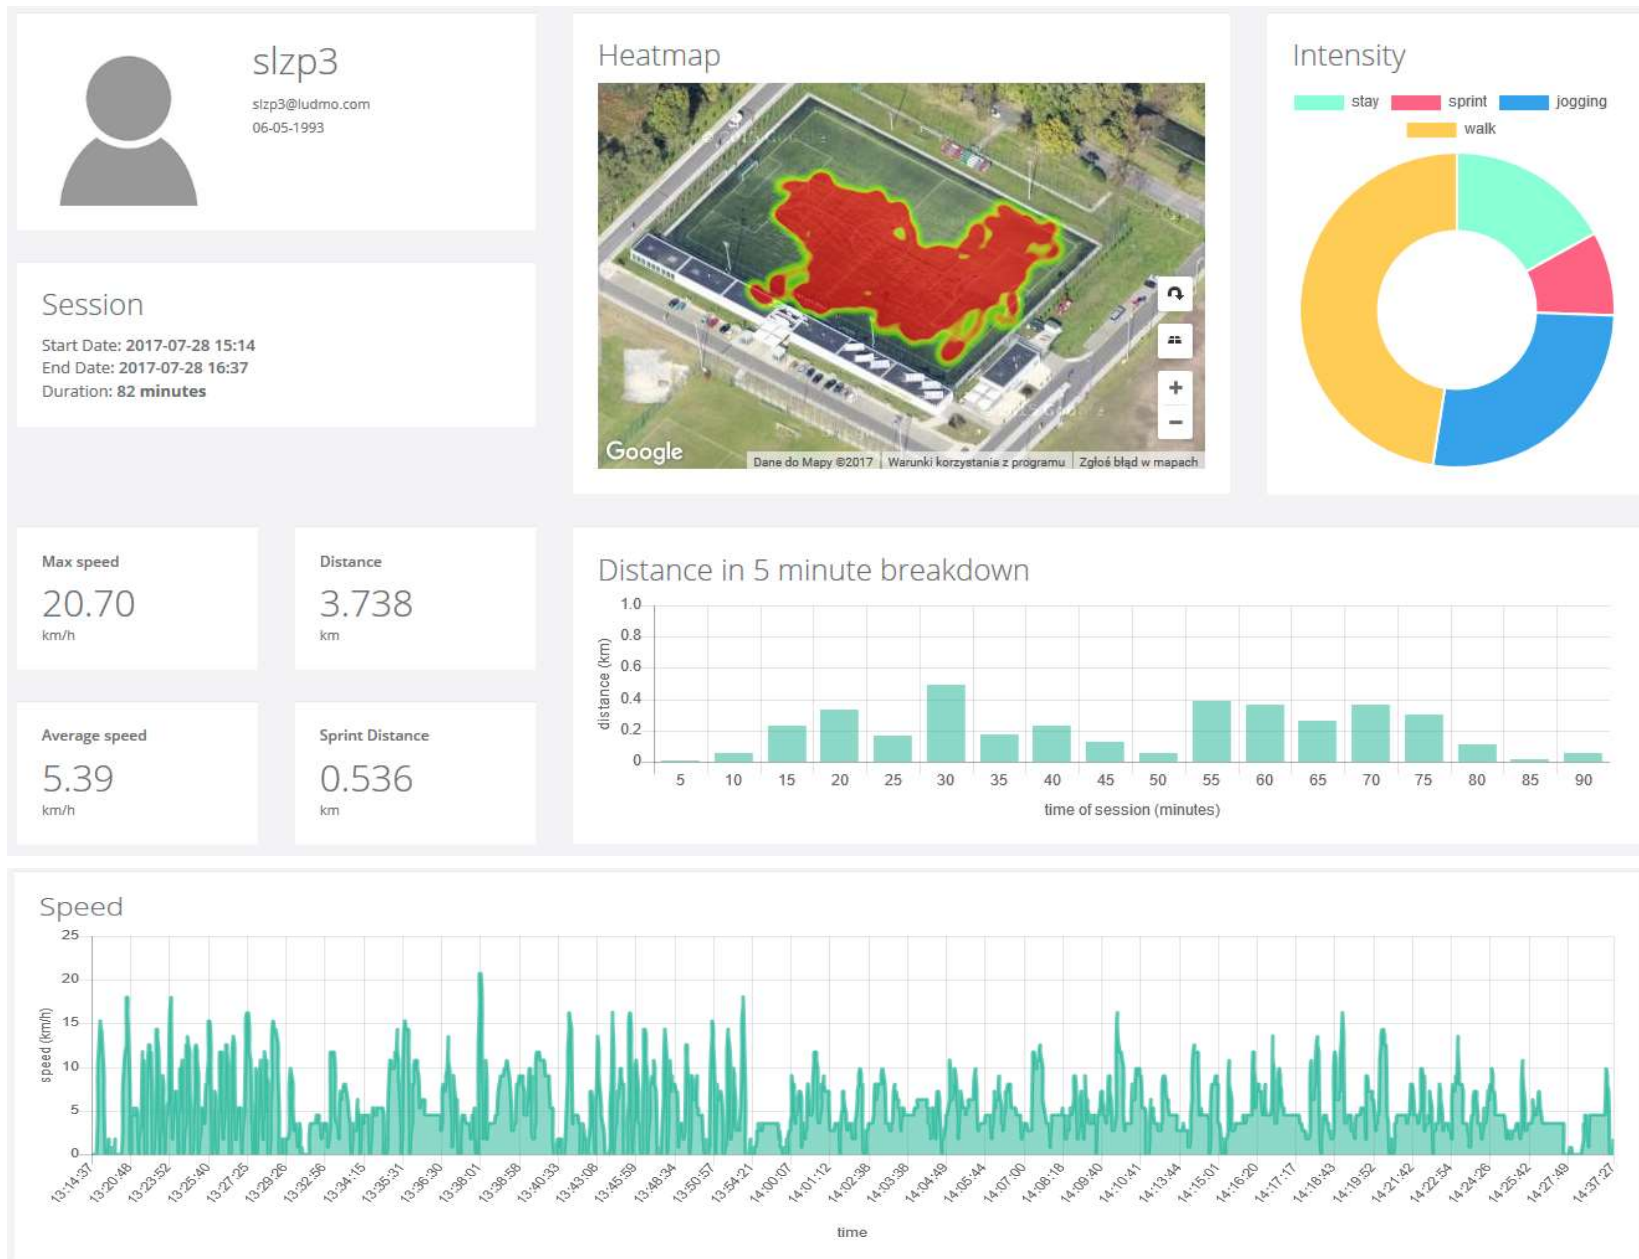 slzp3
slzp3@ludmo.com
06-05-1993
Session
Start Date: 2017-07-28 15:14
End Date: 2017-07-28 16:37
Duration: 82 minutes
Heatmap
Google
Dane do Mapy ©2017 Warunki korzystania z programu Zgłoś błąd w mapach
Intensity
stay sprint jogging
walk
Max speed
20.70
km/h
Distance
3.738
km
Average speed
5.39
km/h
Sprint Distance
0.536
km
Distance in 5 minute breakdown
distance (km)
1.0
0.8
0.6
0.4
0.2
0
5 10 15 20 25 30 35 40 45 50 55 60 65 70 75 80 85 90
time of session (minutes)
Speed
speed (km/h)
25
20
15
10
5
0
13:14:37 13:20:48 13:23:52 13:25:40 13:27:25 13:29:26 13:32:56 13:34:15 13:35:31 13:36:30 13:38:01 13:38:58 13:40:33 13:43:08 13:45:59 13:48:34 13:50:57 13:54:21 14:00:07 14:01:12 14:02:38 14:03:38 14:04:49 14:05:44 14:07:00 14:08:18 14:09:40 14:10:41 14:13:44 14:15:01 14:16:20 14:17:17 14:18:43 14:19:52 14:21:42 14:22:54 14:24:26 14:25:42 14:27:49 14:37:27
time